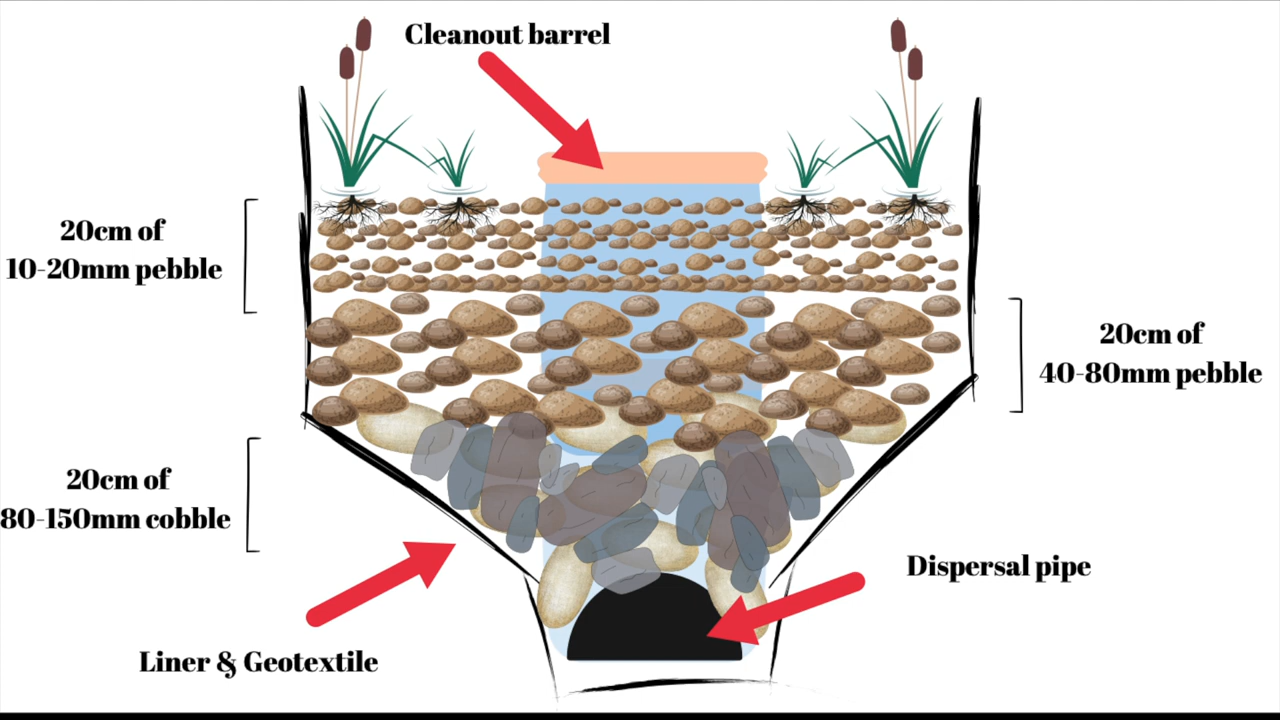 Cleanout barrel
20cm of
10-20mm pebble
20cm of
40-80mm pebble
20cm of
80-150mm cobble
Dispersal pipe
Liner & Geotextile